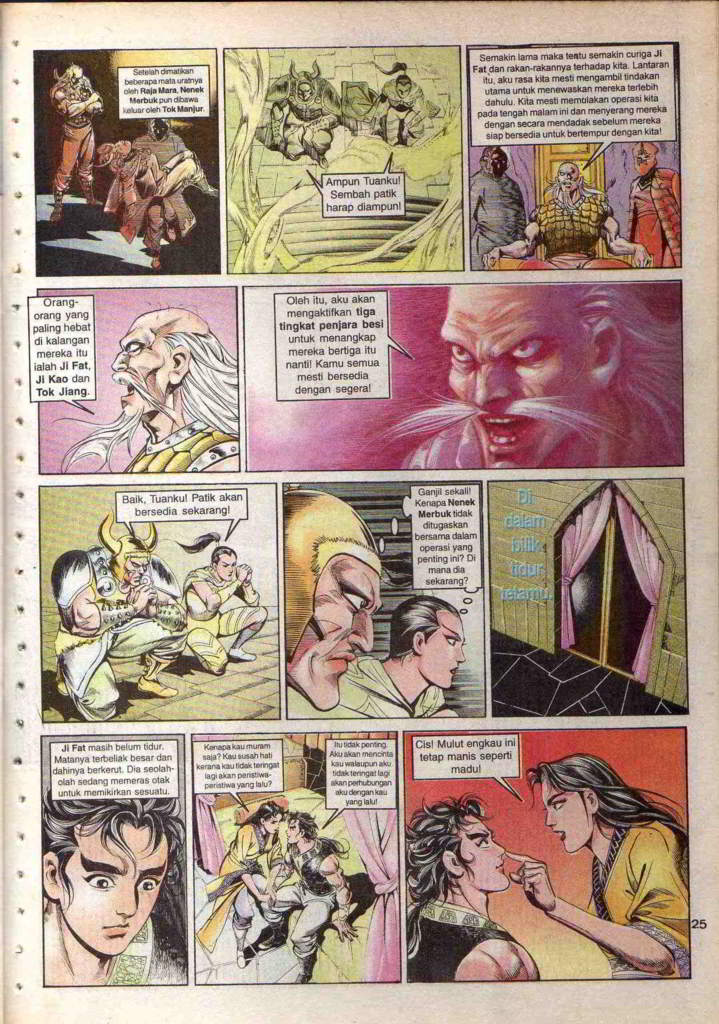 Setelah dimatikan
beberapa mata uratnya
oleh Raja Mara, Nenek
Merbuk pun dibawa
keluar oleh Tok Manjur.
Ampun Tuanku!
Sembah patik
harap diampun!
Semakin lama maka tentu semakin curiga Ji
Fat dan rakan-rakannya terhadap kita. Lantaran
itu, aku rasa kita mesti mengambil tindakan
utama untuk menewaskan mereka terlebih
dahulu. Kita mesti memulakan operasi kita
pada tengah malam ini dan menyerang mereka
dengan secara mendadak sebelum mereka
siap bersedia untuk bertempur dengan kita!
Orang-
orang yang
paling hebat
di kalangan
mereka itu
ialah Ji Fat,
Ji Kao dan
Tok Jiang.
Oleh itu, aku akan
mengaktifkan tiga
tingkat penjara besi
untuk menangkap
mereka bertiga itu
nanti! Kamu semua
mesti bersedia
dengan segera!
Baik, Tuanku! Patik akan
bersedia sekarang!
Ganjil sekali!
Kenapa Nenek
Merbuk tidak
ditugaskan
bersama dalam
operasi yang
penting ini? Di
mana dia
sekarang?
Di
dalam
bilik
tidur
tetamu.
Ji Fat masih belum tidur.
Matanya terbeliak besar dan
dahinya berkerut. Dia seolah-
olah sedang memeras otak
untuk memikirkan sesuatu.
Kenapa kau muram
saja? Kau susah hati
kerana kau tidak teringat
lagi akan peristiwa-
peristiwa yang lalu?
Itu tidak penting.
Aku akan mencinta
kau walaupun aku
tidak teringat lagi
akan perhubungan
aku dengan kau
yang lalu!
Cis! Mulut engkau ini
tetap manis seperti
madu!
25